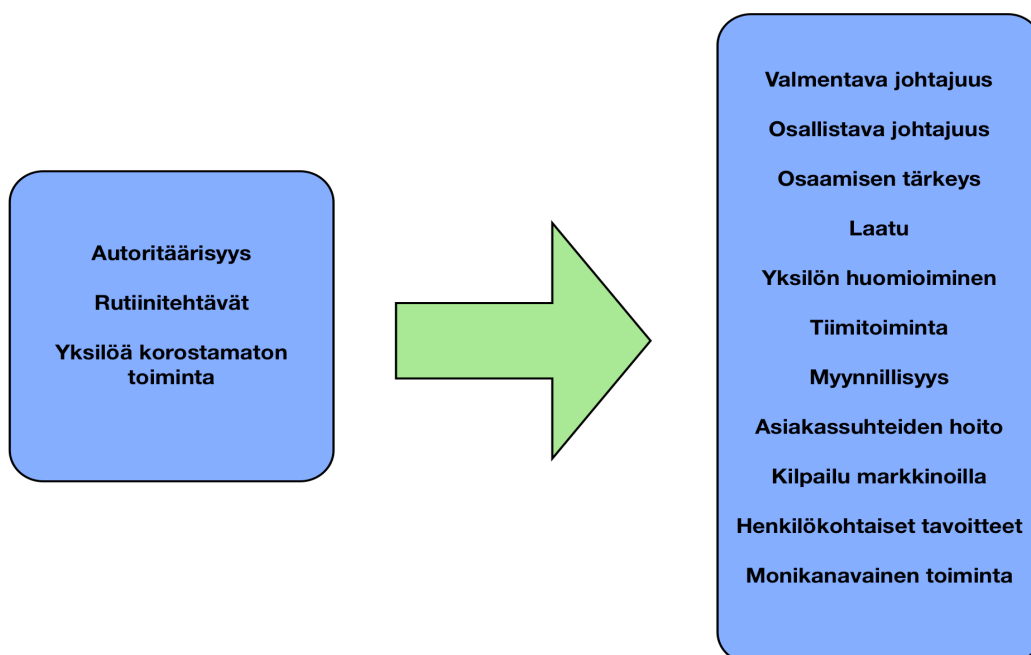 Autoritäärisyys
Rutiinitehtävät
Yksilöä korostamaton
toiminta
Valmentava johtajuus
Osallistava johtajuus
Osaamisen tärkeys
Laatu
Yksilön huomioiminen
Tiimitoiminta
Myynnillisyys
Asiakassuhteiden hoito
Kilpailu markkinoilla
Henkilökohtaiset tavoitteet
Monikanavainen toiminta